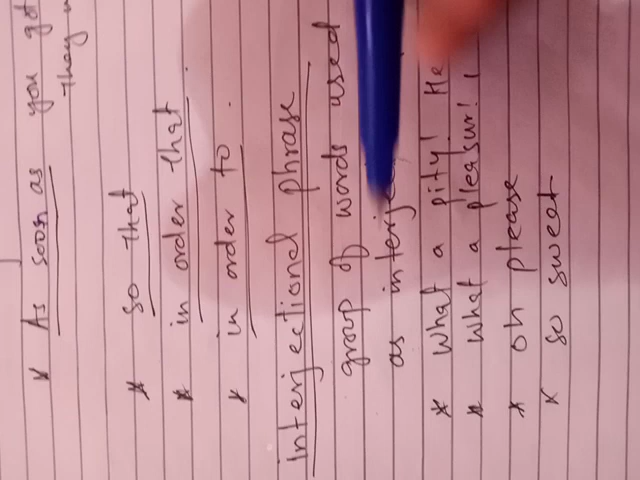 * As soon as you got
they
* so that
* in order that.
* in order to.
interjectional phrase
group of words used
as
* What a pity! He
* What a pleasur!
* oh please
* so sweet